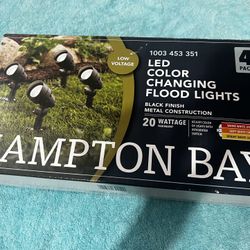 1003 453 351
LOW
VOLTAGE
LED
COLOR
CHANGING
FLOOD LIGHTS
4
PAC
BLACK FINISH
METAL CONSTRUCTION
20 WATTAGE
HAMPTON BAY